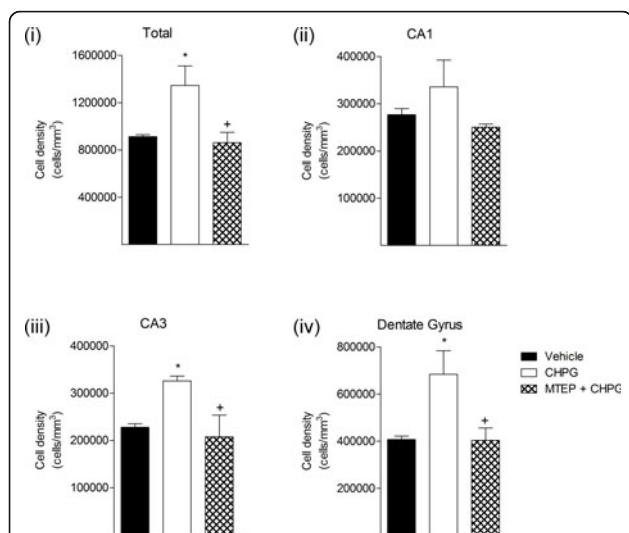 (i)
Total
Cell density
(cells/mm³)
1600000
1200000
800000
400000
*
+
(ii)
CA1
Cell density
(cells/mm³)
400000
300000
200000
100000
(iii)
CA3
Cell density
(cells/mm³)
400000
300000
200000
100000
*
+
(iv)
Dentate Gyrus
Cell density
(cells/mm³)
800000
600000
400000
200000
*
+
Vehicle
CHPG
MTEP + CHPG